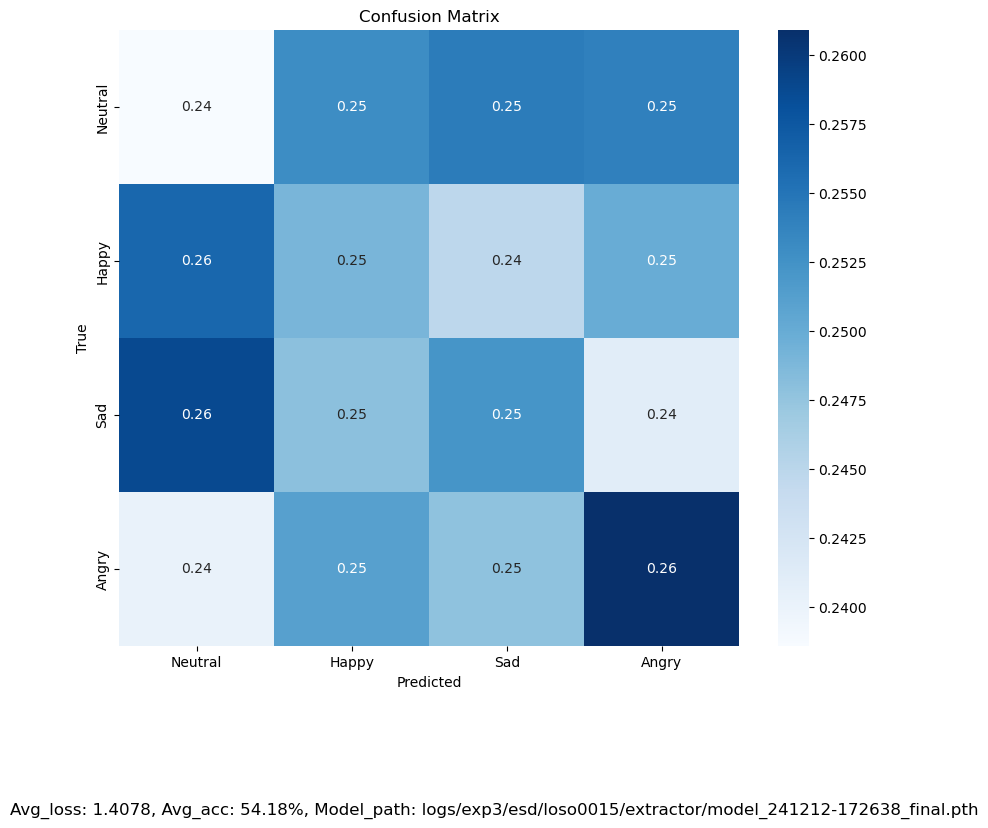 Confusion Matrix
Neutral
0.24 0.25 0.25 0.25
Happy
0.26 0.25 0.24 0.25
Sad
0.26 0.25 0.25 0.24
Angry
0.24 0.25 0.25 0.26
True
Neutral Happy Sad Angry
Predicted
0.2600
0.2575
0.2550
0.2525
0.2500
0.2475
0.2450
0.2425
0.2400
Avg_loss: 1.4078, Avg_acc: 54.18%, Model_path: logs/exp3/esd/loso0015/extractor/model_241212-172638_final.pth